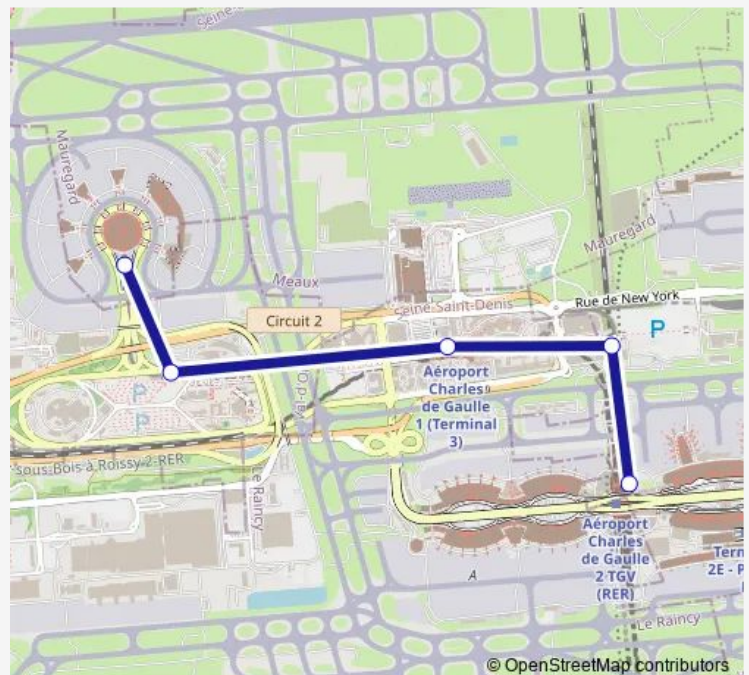 Seine-
Mauregard
Mauregard
Meaux
Seine-Saint-Denis
Circuit 2
Rue de New York
P
P
P
Aéroport
Charles
de Gaulle
1 (Terminal
3)
Val-d'O
sous-Bois à Roissy 2-RER
Le Raincy
Aéroport
Charles
de Gaulle
2 TGV
(RER)
Term
2E - P
A
Le Raincy
© OpenStreetMap contributors